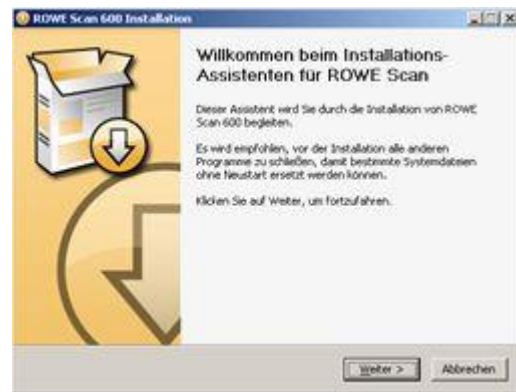 ROWE Scan 600 Installation
Willkommen beim Installations-
Assistenten für ROWE Scan
Dieser Assistent wird Sie durch die Installation von ROWE
Scan 600 begleiten.
Es wird empfohlen, vor der Installation alle anderen
Programme zu schließen, damit bestimmte Systemdateien
ohne Neustart ersetzt werden können.
Klicken Sie auf Weiter, um fortzufahren.
Weiter >
Abbrechen